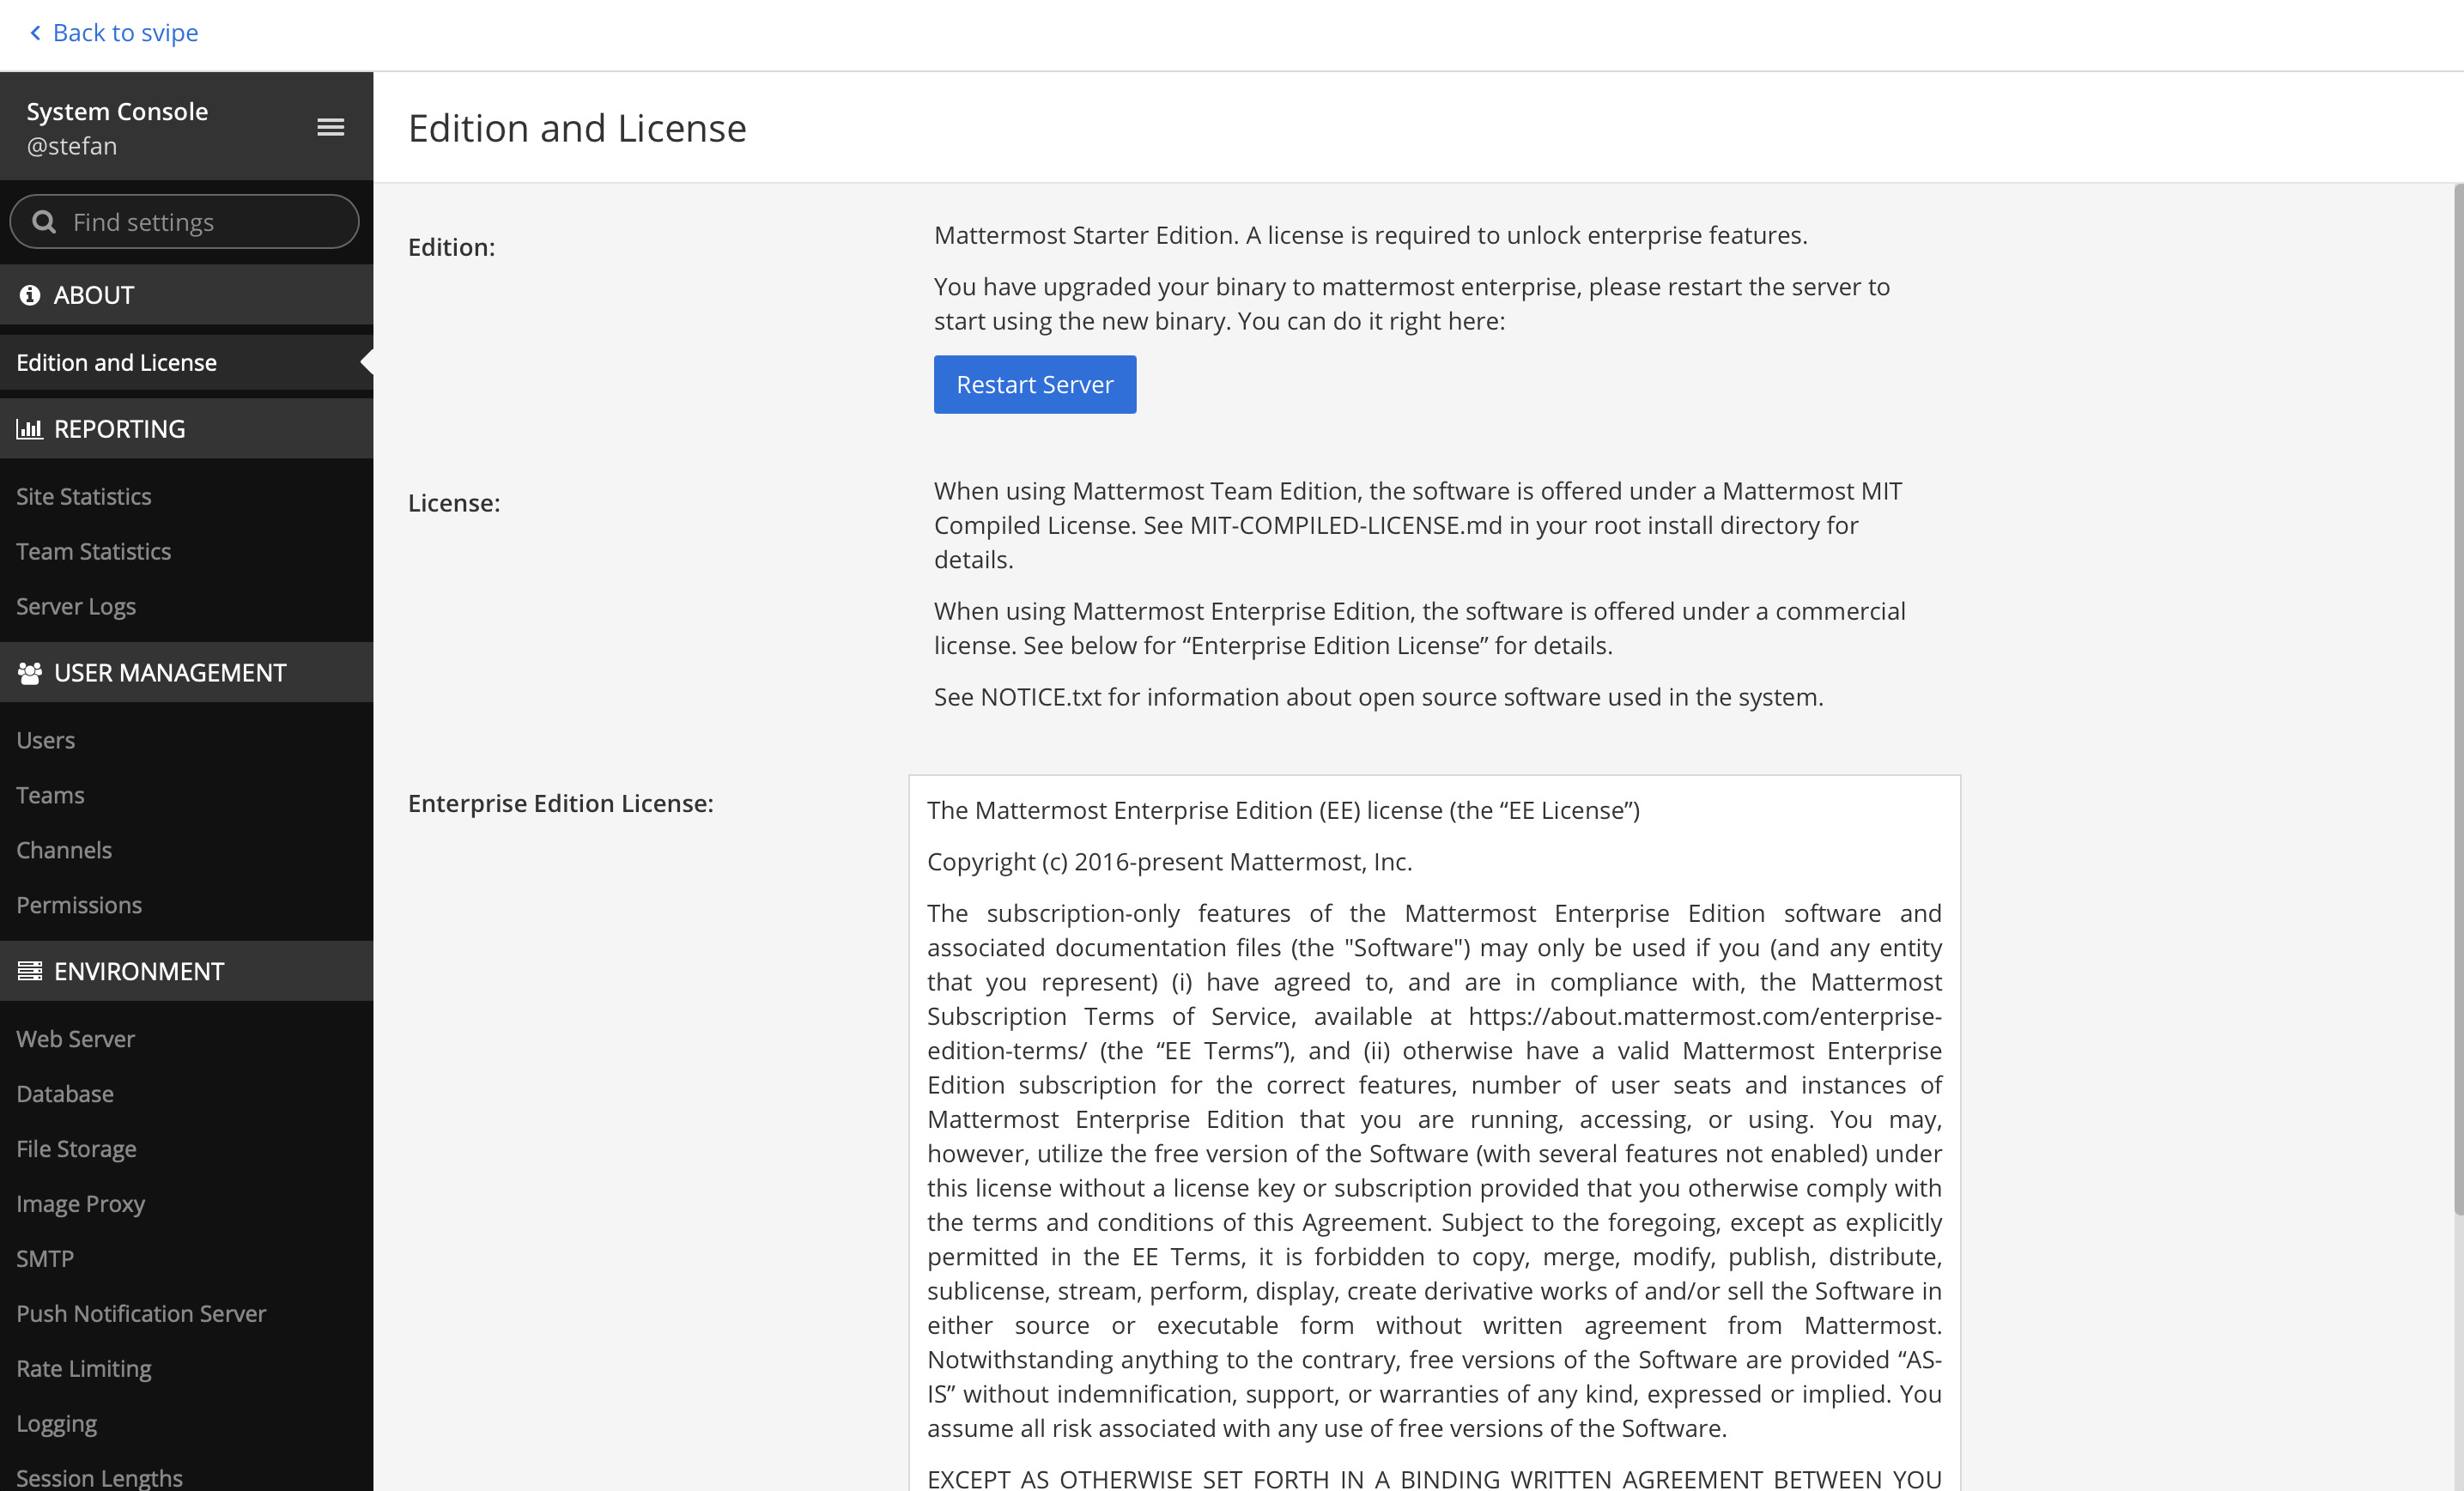 Back to svipe
System Console
@stefan
Find settings
ABOUT
Edition and License
REPORTING
Site Statistics
Team Statistics
Server Logs
USER MANAGEMENT
Users
Teams
Channels
Permissions
ENVIRONMENT
Web Server
Database
File Storage
Image Proxy
SMTP
Push Notification Server
Rate Limiting
Logging
Session Lengths
Edition and License
Edition:
Mattermost Starter Edition. A license is required to unlock enterprise features.
You have upgraded your binary to mattermost enterprise, please restart the server to
start using the new binary. You can do it right here:
Restart Server
License:
When using Mattermost Team Edition, the software is offered under a Mattermost MIT
Compiled License. See MIT-COMPILED-LICENSE.md in your root install directory for
details.
When using Mattermost Enterprise Edition, the software is offered under a commercial
license. See below for “Enterprise Edition License” for details.
See NOTICE.txt for information about open source software used in the system.
Enterprise Edition License:
The Mattermost Enterprise Edition (EE) license (the “EE License”)
Copyright (c) 2016-present Mattermost, Inc.
The subscription-only features of the Mattermost Enterprise Edition software and
associated documentation files (the "Software") may only be used if you (and any entity
that you represent) (i) have agreed to, and are in compliance with, the Mattermost
Subscription Terms of Service, available at https://about.mattermost.com/enterprise-
edition-terms/ (the “EE Terms”), and (ii) otherwise have a valid Mattermost Enterprise
Edition subscription for the correct features, number of user seats and instances of
Mattermost Enterprise Edition that you are running, accessing, or using. You may,
however, utilize the free version of the Software (with several features not enabled) under
this license without a license key or subscription provided that you otherwise comply with
the terms and conditions of this Agreement. Subject to the foregoing, except as explicitly
permitted in the EE Terms, it is forbidden to copy, merge, modify, publish, distribute,
sublicense, stream, perform, display, create derivative works of and/or sell the Software in
either source or executable form without written agreement from Mattermost.
Notwithstanding anything to the contrary, free versions of the Software are provided “AS-
IS” without indemnification, support, or warranties of any kind, expressed or implied. You
assume all risk associated with any use of free versions of the Software.
EXCEPT AS OTHERWISE SET FORTH IN A BINDING WRITTEN AGREEMENT BETWEEN YOU